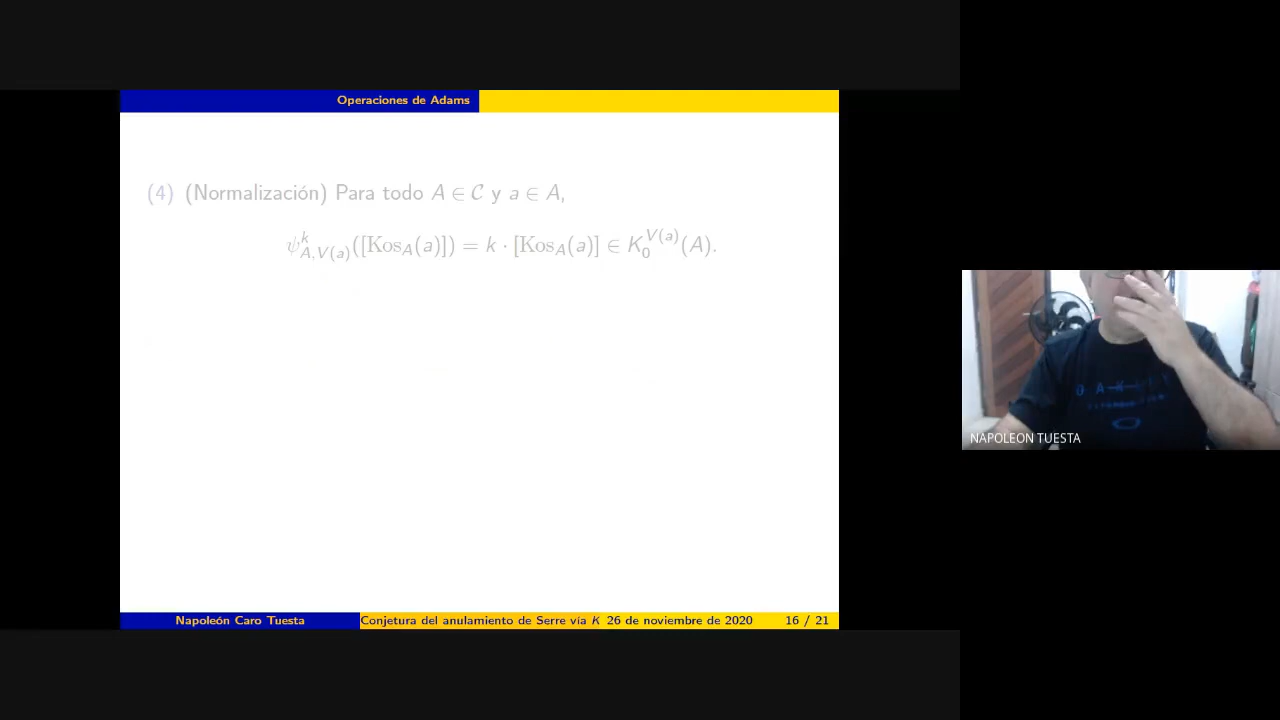 Operaciones de Adams
(4) (Normalización) Para todo A ∈ 𝒞 y a ∈ A,
ψ^k_{A,V(a)}([Kos_A(a)]) = k · [Kos_A(a)] ∈ K_0^{V(a)}(A).
NAPOLEON TUESTA
Napoleón Caro Tuesta Conjetura del anulamiento de Serre vía K 26 de noviembre de 2020 16 / 21